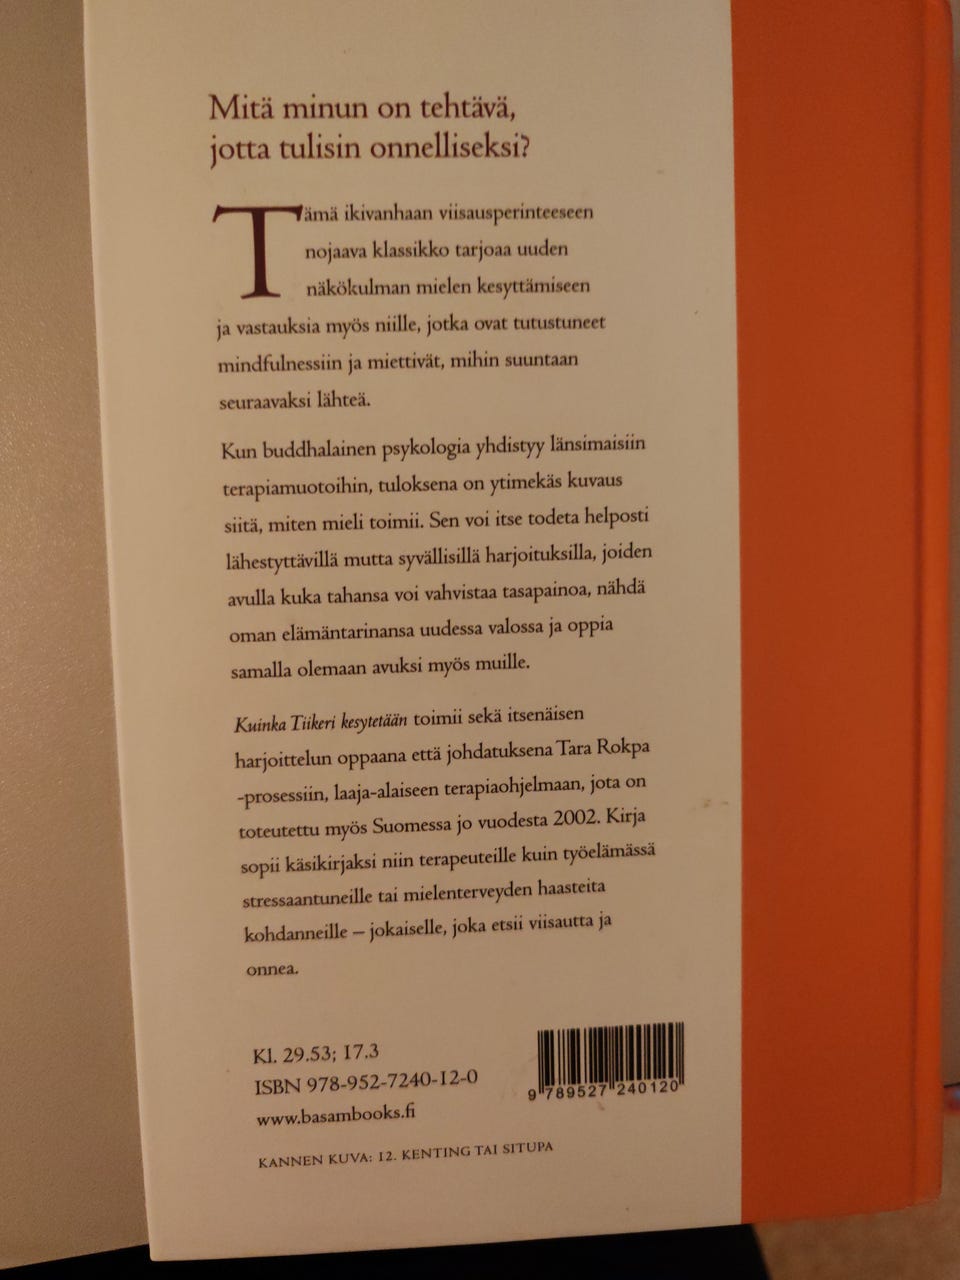 Mitä minun on tehtävä,
jotta tulisin onnelliseksi?
Tämä ikivanhaan viisausperinteeseen
nojaava klassikko tarjoaa uuden
näkökulman mielen kesyttämiseen
ja vastauksia myös niille, jotka ovat tutustuneet
mindfulnessiin ja miettivät, mihin suuntaan
seuraavaksi lähteä.
Kun buddhalainen psykologia yhdistyy länsimaisiin
terapiamuotoihin, tuloksena on ytimekäs kuvaus
siitä, miten mieli toimii. Sen voi itse todeta helposti
lähestyttävillä mutta syvällisillä harjoituksilla, joiden
avulla kuka tahansa voi vahvistaa tasapainoa, nähdä
oman elämäntarinansa uudessa valossa ja oppia
samalla olemaan avuksi myös muille.
Kuinka Tiikeri kesytetään toimii sekä itsenäisen
harjoittelun oppaana että johdatuksena Tara Rokpa
-prosessiin, laaja-alaiseen terapiaohjelmaan, jota on
toteutettu myös Suomessa jo vuodesta 2002. Kirja
sopii käsikirjaksi niin terapeuteille kuin työelämässä
stressaantuneille tai mielenterveyden haasteita
kohdanneille – jokaiselle, joka etsii viisautta ja
onnea.
Kl. 29.53; 17.3
ISBN 978-952-7240-12-0
www.basambooks.fi
9 789527 240120
KANNEN KUVA: 12. KENTING TAI SITUPA